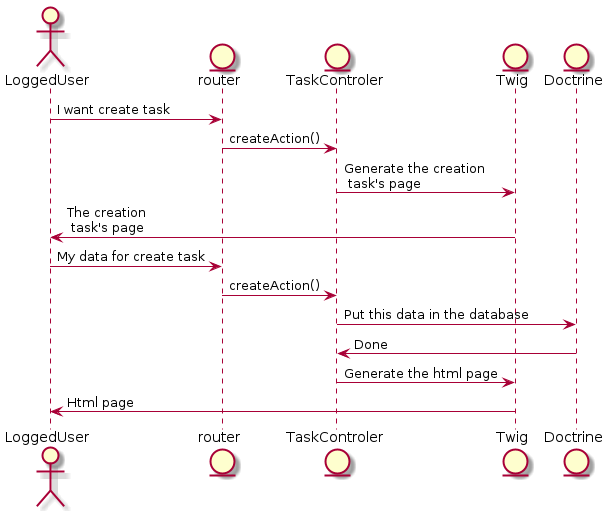 LoggedUser
router
TaskControler
Twig
Doctrine
I want create task
createAction()
Generate the creation
task's page
The creation
task's page
My data for create task
createAction()
Put this data in the database
Done
Generate the html page
Html page
LoggedUser
router
TaskControler
Twig
Doctrine